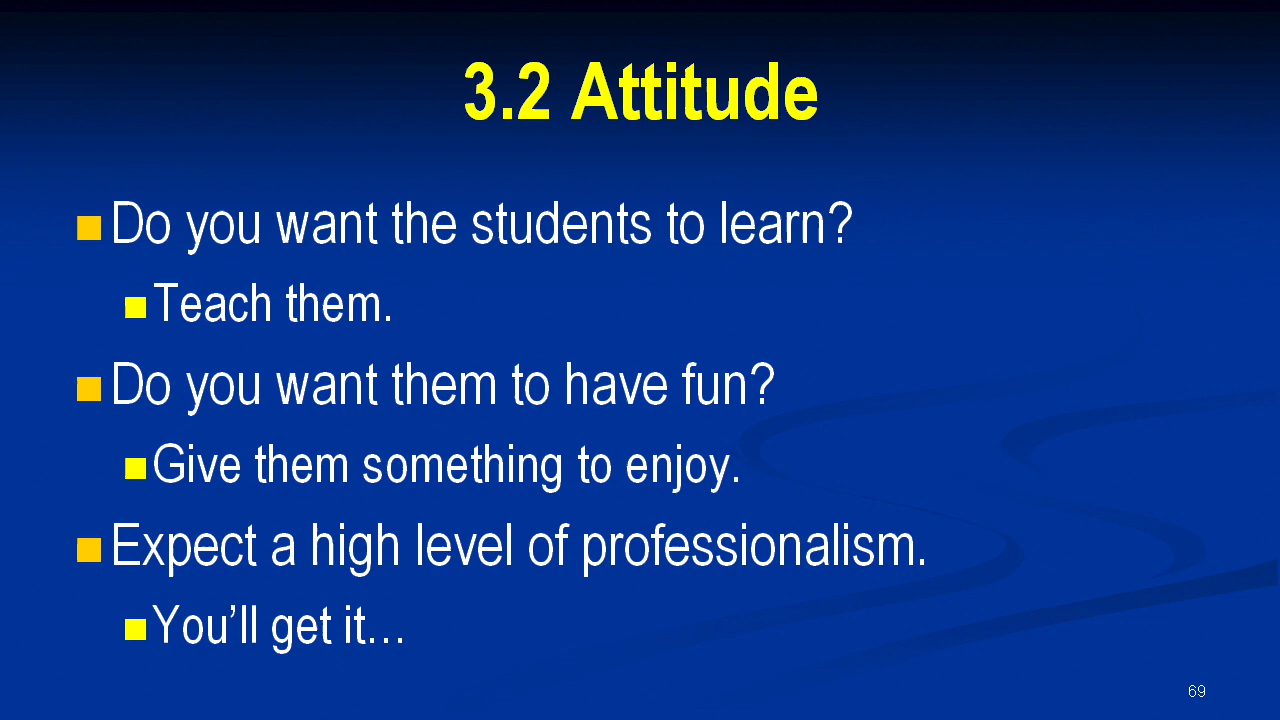 3.2 Attitude
Do you want the students to learn?
Teach them.
Do you want them to have fun?
Give them something to enjoy.
Expect a high level of professionalism.
You’ll get it…
69